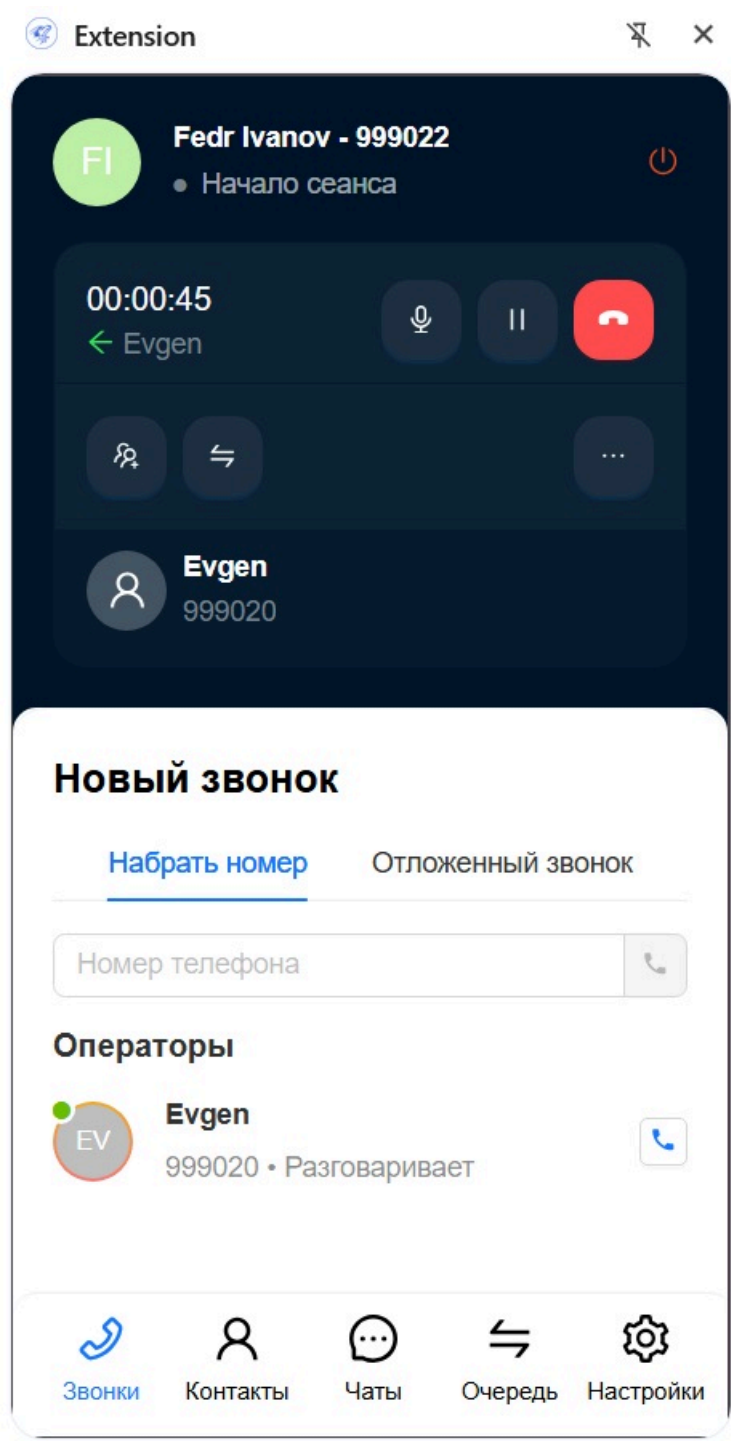 Extension
FI
Fedr Ivanov - 999022
Начало сеанса
00:00:45
Evgen
Evgen
999020
Новый звонок
Набрать номер Отложенный звонок
Номер телефона
Операторы
EV
Evgen
999020 • Разговаривает
Звонки Контакты Чаты Очередь Настройки